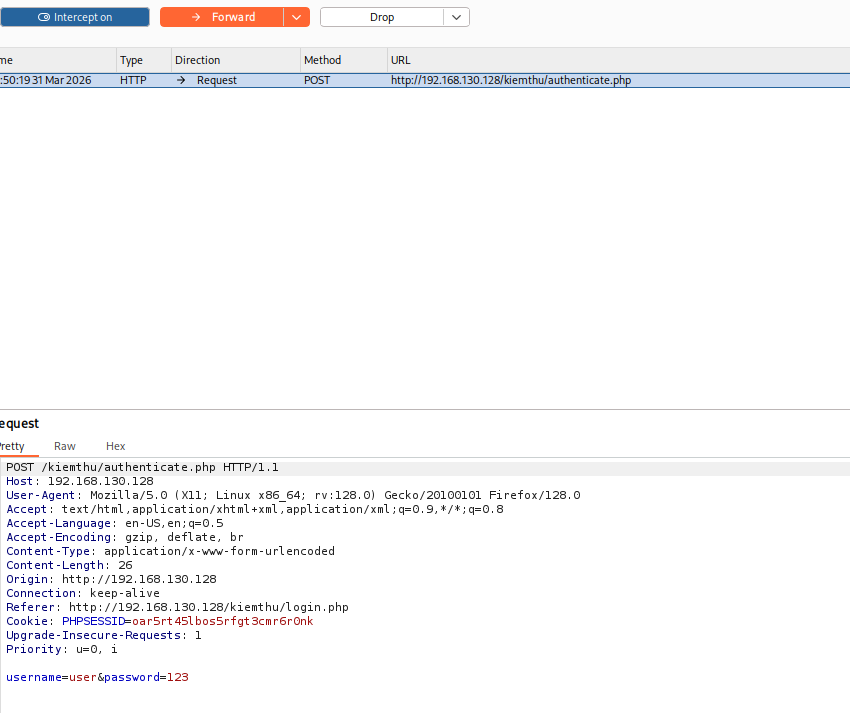 Intercept on
Forward
Drop
me Type Direction Method URL
:50:19 31 Mar 2026 HTTP → Request POST http://192.168.130.128/kiemthu/authenticate.php
equest
Pretty Raw Hex
POST /kiemthu/authenticate.php HTTP/1.1
Host: 192.168.130.128
User-Agent: Mozilla/5.0 (X11; Linux x86_64; rv:128.0) Gecko/20100101 Firefox/128.0
Accept: text/html,application/xhtml+xml,application/xml;q=0.9,*/*;q=0.8
Accept-Language: en-US,en;q=0.5
Accept-Encoding: gzip, deflate, br
Content-Type: application/x-www-form-urlencoded
Content-Length: 26
Origin: http://192.168.130.128
Connection: keep-alive
Referer: http://192.168.130.128/kiemthu/login.php
Cookie: PHPSESSID=oar5rt45lbos5rfgt3cmr6r0nk
Upgrade-Insecure-Requests: 1
Priority: u=0, i
username=user&password=123